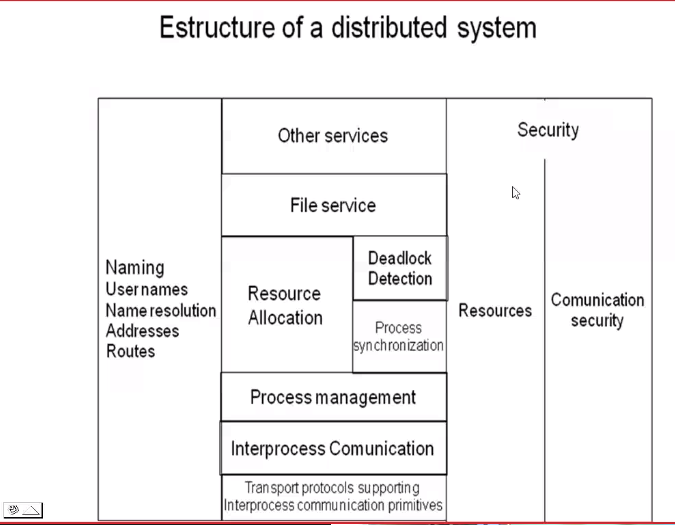 Estructure of a distributed system
Naming
User names
Name resolution
Addresses
Routes
Other services
File service
Resource
Allocation
Deadlock
Detection
Process
synchronization
Process management
Interprocess Comunication
Transport protocols supporting
Interprocess communication primitives
Security
Resources
Comunication
security